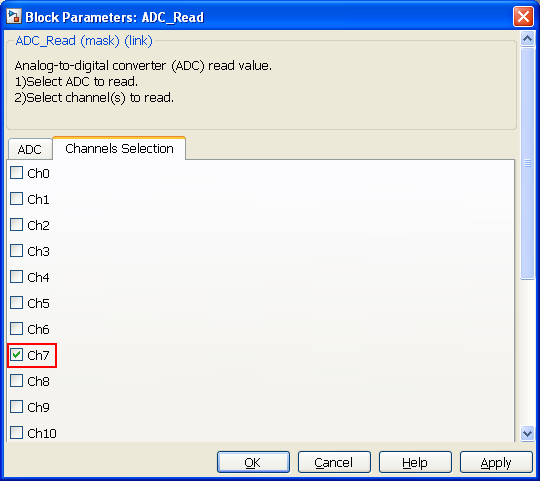 Block Parameters: ADC_Read
ADC_Read (mask) (link)
Analog-to-digital converter (ADC) read value.
1)Select ADC to read.
2)Select channel(s) to read.
ADC
Channels Selection
Ch0
Ch1
Ch2
Ch3
Ch4
Ch5
Ch6
Ch7
Ch8
Ch9
Ch10
OK
Cancel
Help
Apply